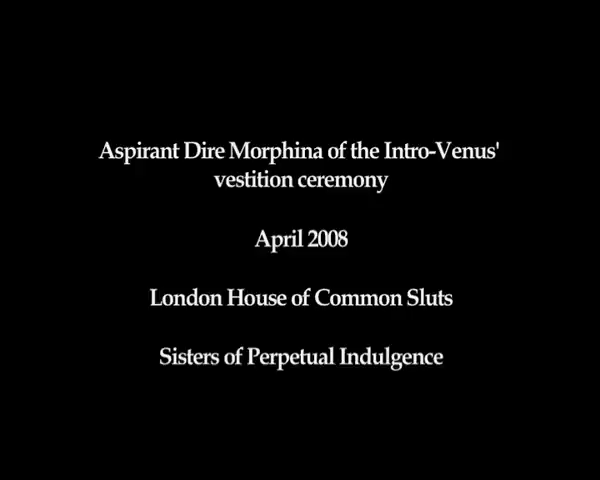 Aspirant Dire Morphina of the Intro-Venus'
vestition ceremony
April 2008
London House of Common Sluts
Sisters of Perpetual Indulgence